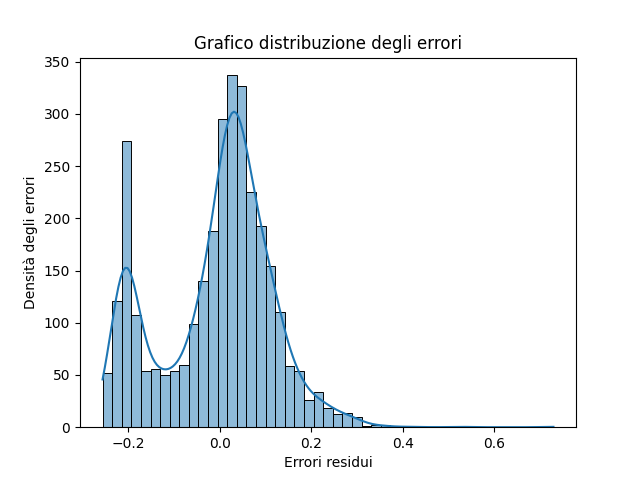 Grafico distribuzione degli errori
350
300
250
200
150
100
50
0
Densità degli errori
−0.2 0.0 0.2 0.4 0.6
Errori residui